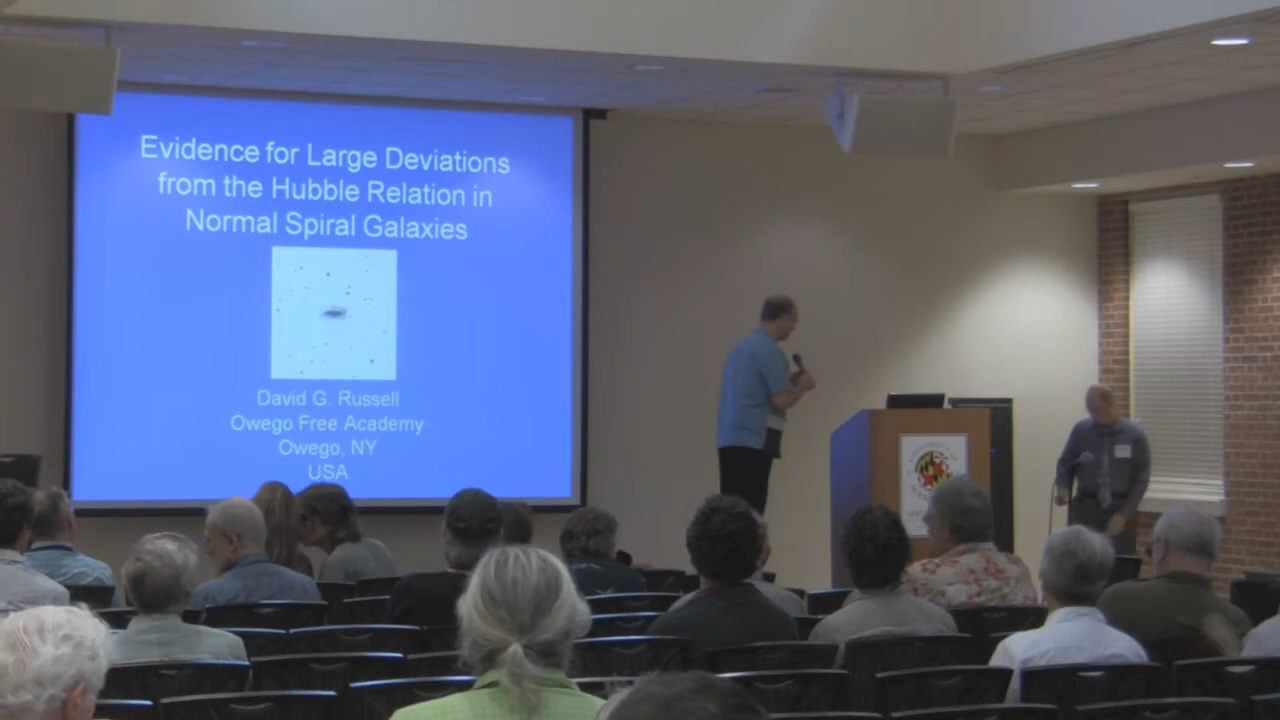 Evidence for Large Deviations
from the Hubble Relation in
Normal Spiral Galaxies
David G. Russell
Owego Free Academy
Owego, NY
USA